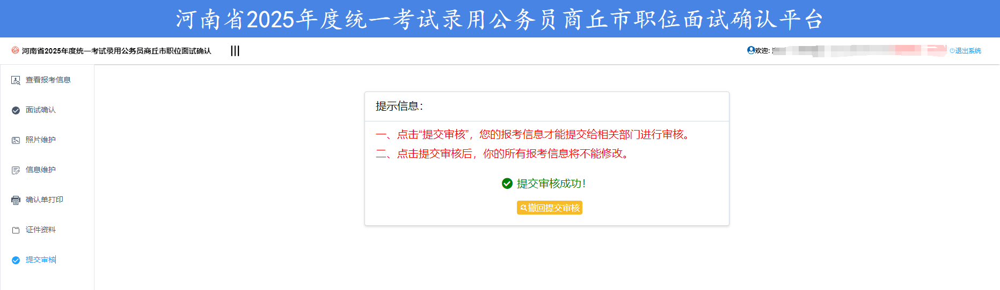 河南省2025年度统一考试录用公务员商丘市职位面试确认平台
河南省2025年度统一考试录用公务员商丘市职位面试确认
欢迎:
退出系统
查看报考信息
面试确认
照片维护
信息维护
确认单打印
证件资料
提交审核
提示信息：
一、点击“提交审核”，您的报考信息才能提交给相关部门进行审核。
二、点击提交审核后，你的所有报考信息将不能修改。
提交审核成功！
撤回提交审核